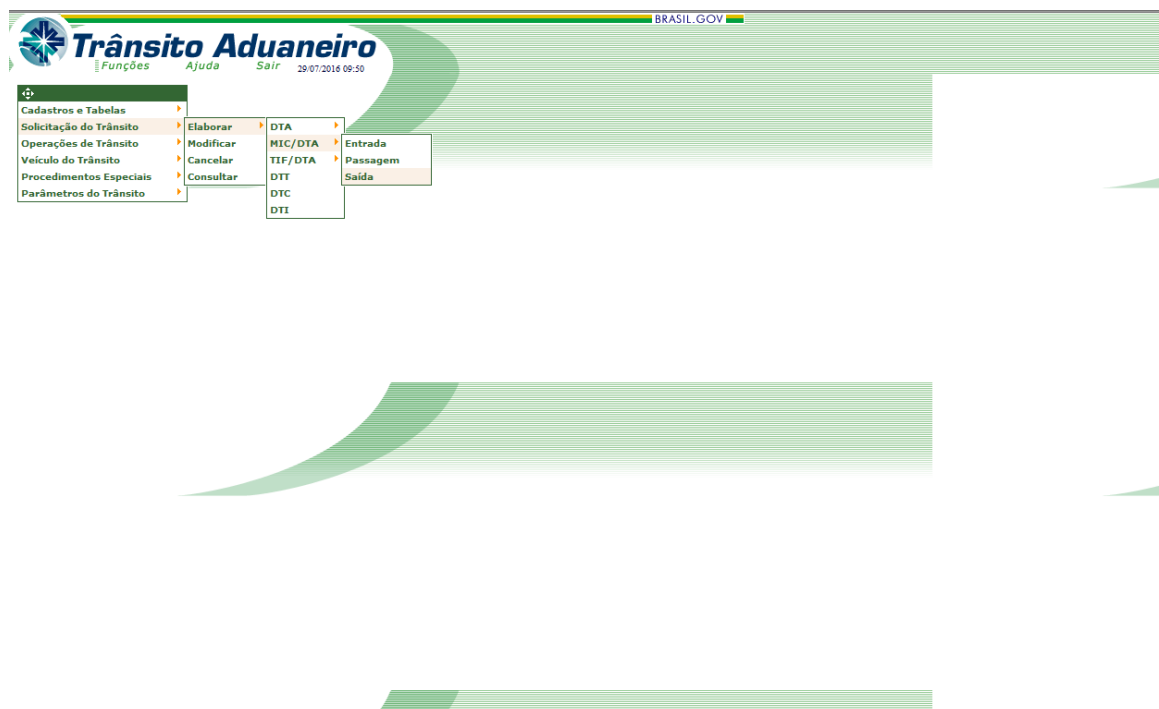 BRASIL.GOV
Trânsito Aduaneiro
Funções Ajuda Sair 29/07/2016 09:50
Cadastros e Tabelas
Solicitação do Trânsito Elaborar DTA
Operações de Trânsito Modificar MIC/DTA Entrada
Veículo do Trânsito Cancelar TIF/DTA Passagem
Procedimentos Especiais Consultar DTT Saída
Parâmetros do Trânsito DTC
DTI